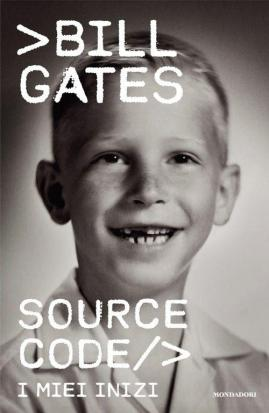 >BILL
GATES
SOURCE
CODE/>
I MIEI INIZI
MONDADORI